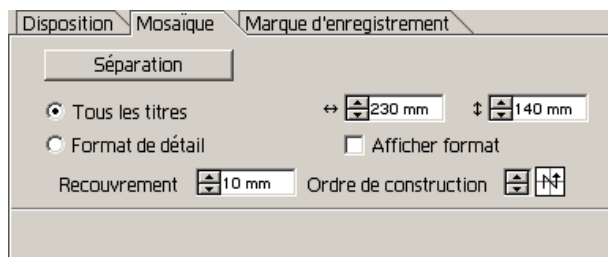 Disposition Mosaïque Marque d'enregistrement
Séparation
Tous les titres 230 mm 140 mm
Format de détail Afficher format
Recouvrement 10 mm Ordre de construction